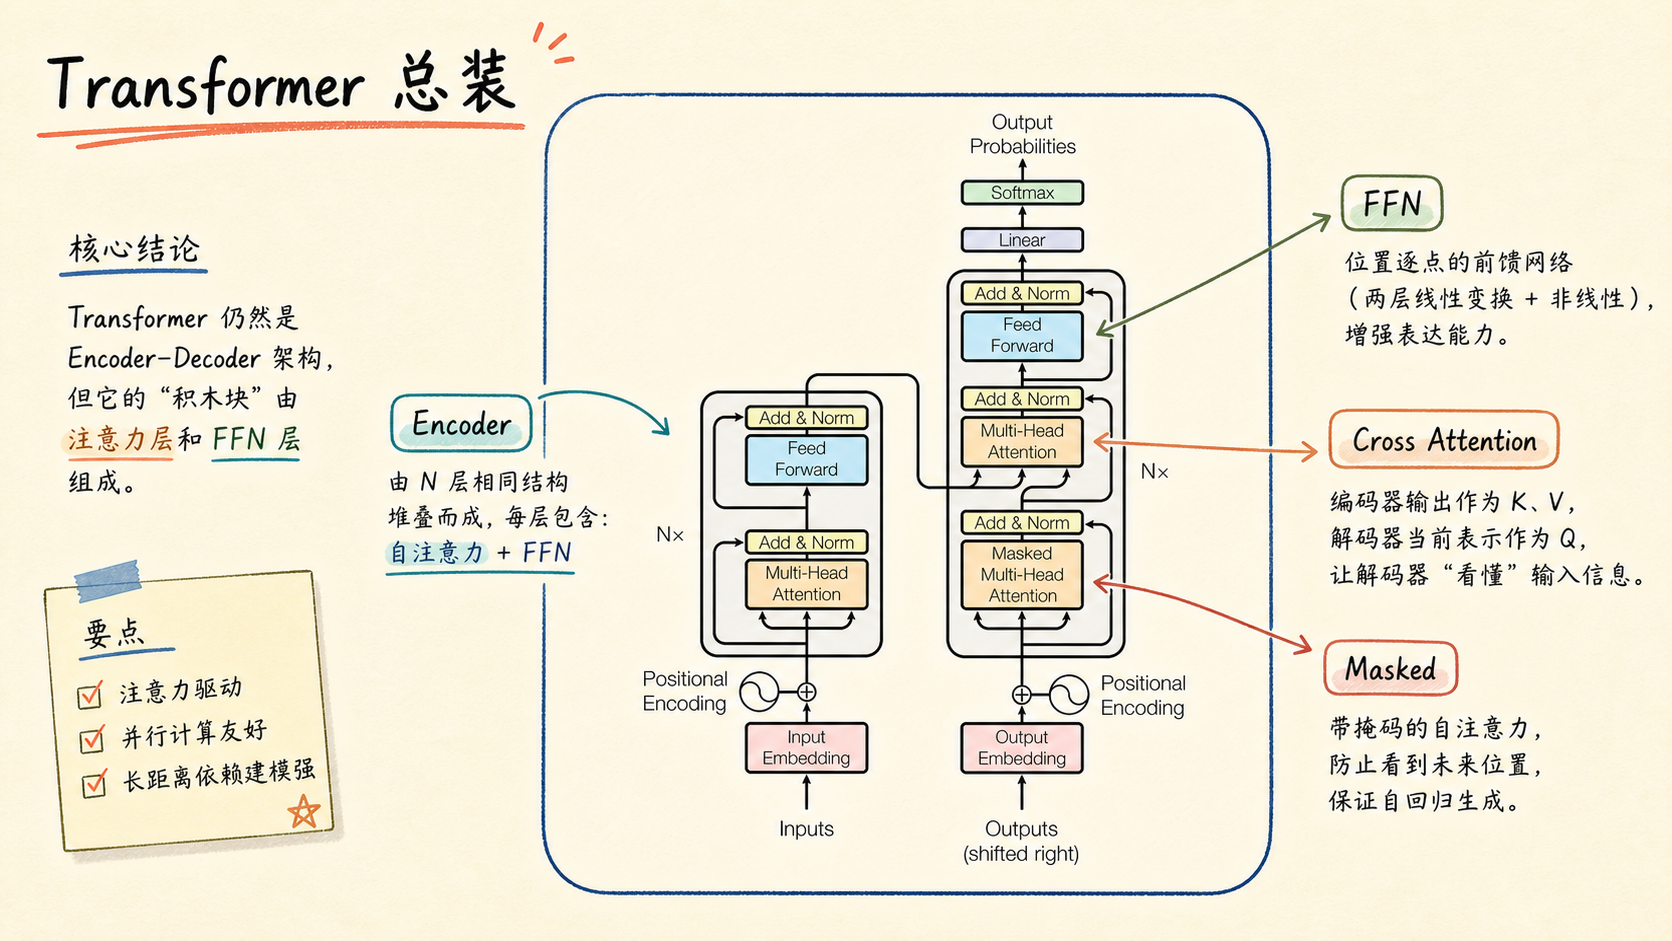 Transformer 总装
核心结论
Transformer 仍然是
Encoder-Decoder 架构，
但它的“积木块”由
注意力层和 FFN 层
组成。
要点
注意力驱动
并行计算友好
长距离依赖建模强
Encoder
由 N 层相同结构
堆叠而成，每层包含：
自注意力 + FFN
Output
Probabilities
Softmax
Linear
Add & Norm
Feed
Forward
Add & Norm
Multi-Head
Attention
Add & Norm
Masked
Multi-Head
Attention
N×
Positional
Encoding
Output
Embedding
Outputs
(shifted right)
Add & Norm
Feed
Forward
Add & Norm
Multi-Head
Attention
N×
Positional
Encoding
Input
Embedding
Inputs
FFN
位置逐点的前馈网络
（两层线性变换 + 非线性），
增强表达能力。
Cross Attention
编码器输出作为 K、V，
解码器当前表示作为 Q，
让解码器“看懂”输入信息。
Masked
带掩码的自注意力，
防止看到未来位置，
保证自回归生成。